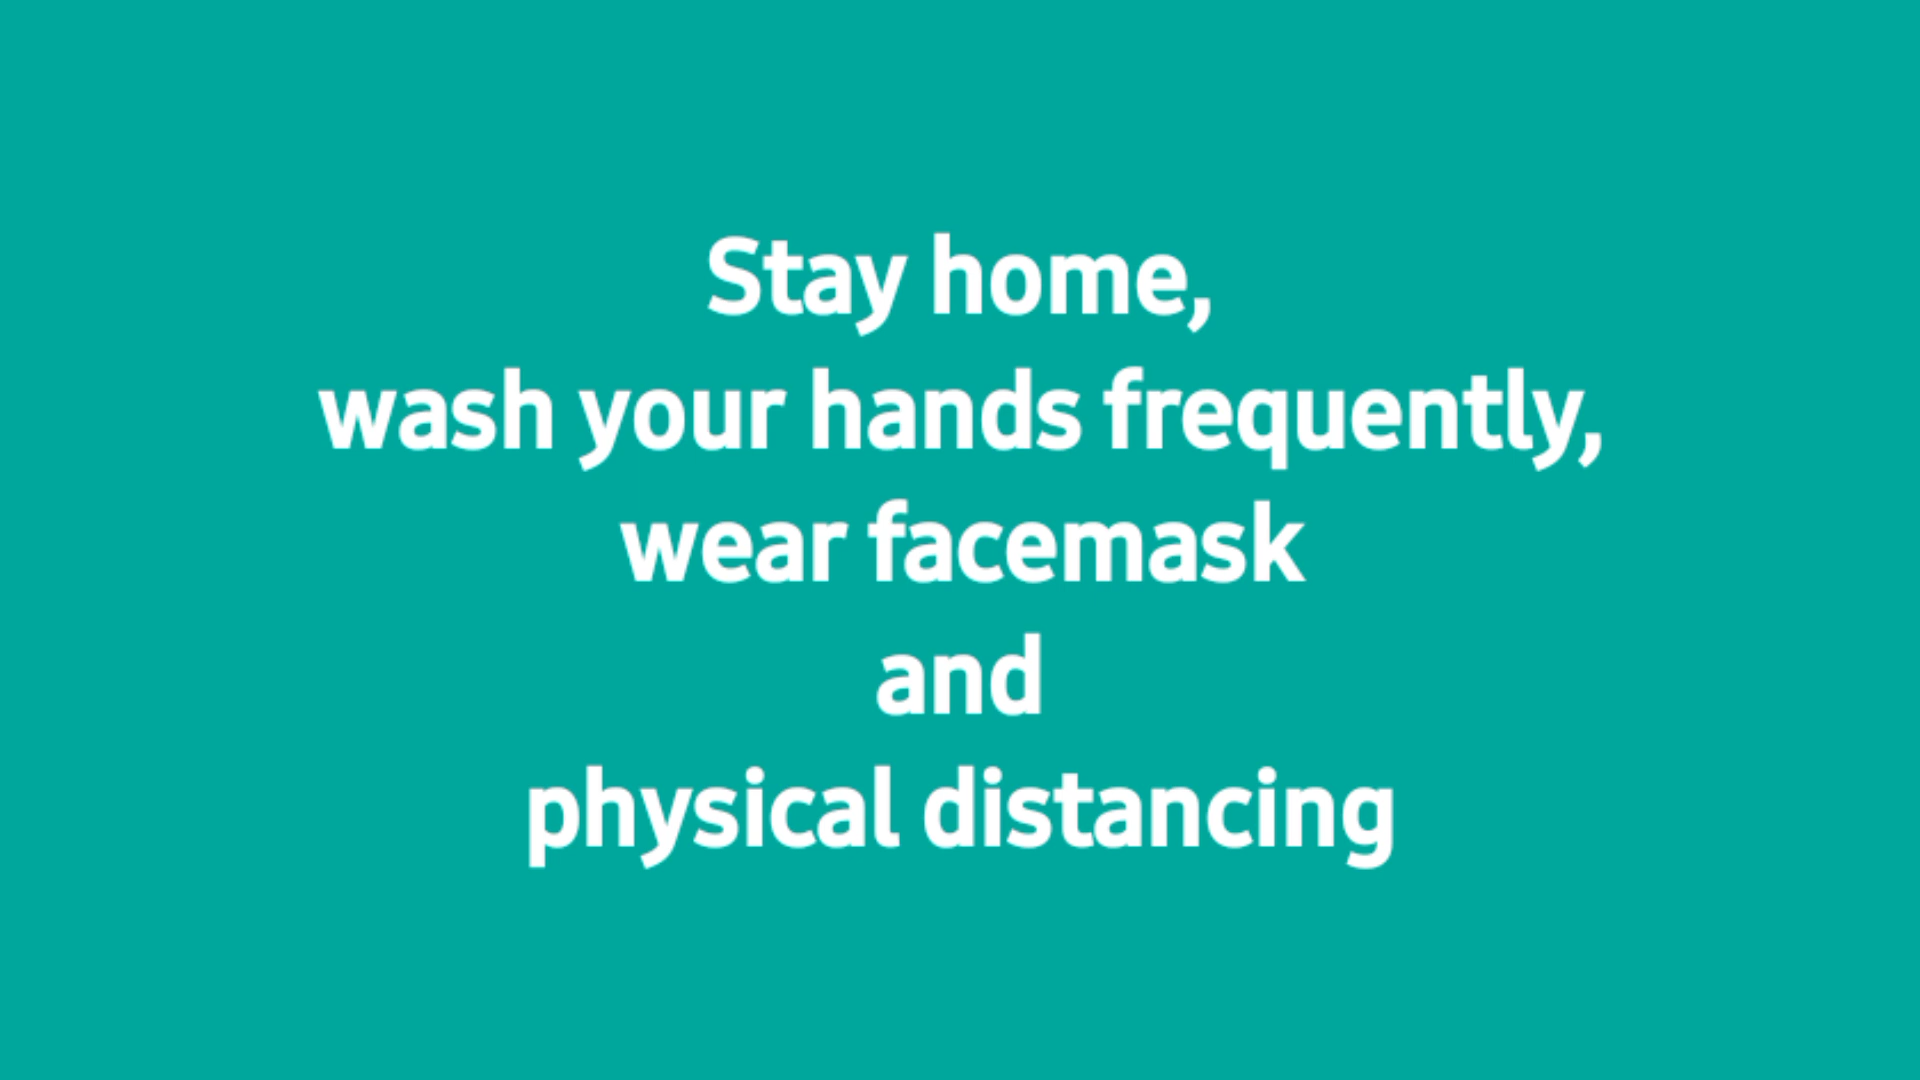 Stay home,
wash your hands frequently,
wear facemask
and
physical distancing